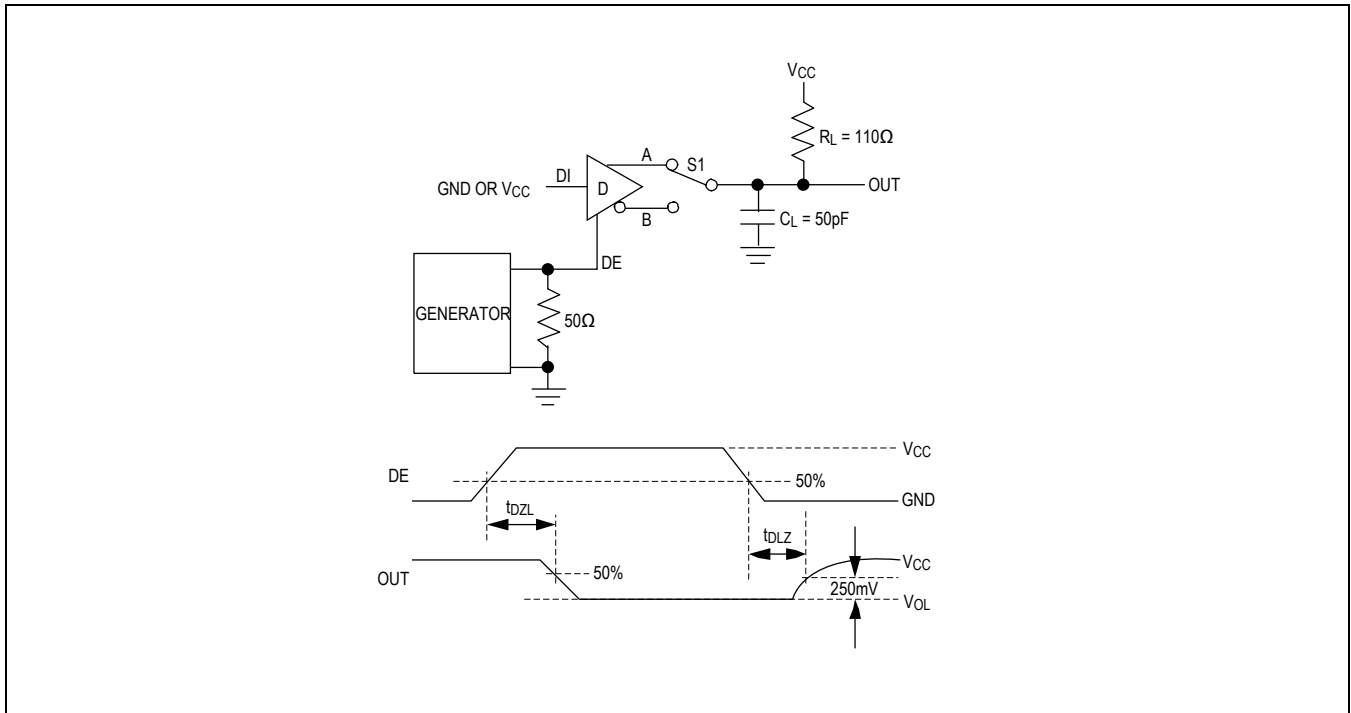 VCC
RL = 110Ω
A
S1
DI
D
OUT
GND OR VCC
B
CL = 50pF
DE
GENERATOR
50Ω
VCC
DE
50%
GND
tDZL
tDLZ
VCC
OUT
50%
250mV
VOL